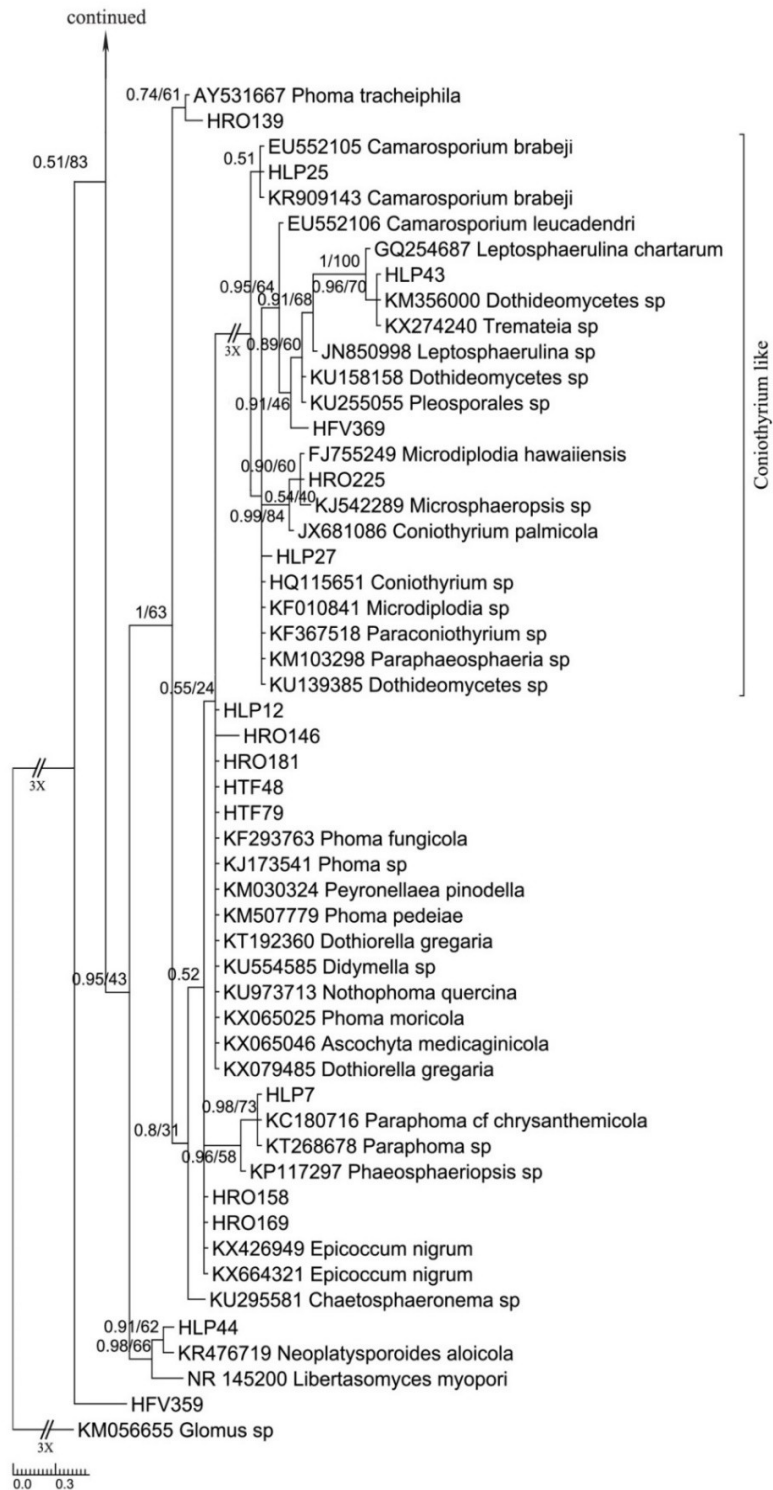 continued
0.74/61
AY531667 Phoma tracheiphila
HRO139
EU552105 Camarosporium brabeji
0.51
HLP25
0.51/83
KR909143 Camarosporium brabeji
EU552106 Camarosporium leucadendri
GQ254687 Leptosphaerulina chartarum
1/100
HLP43
0.95/64
0.96/70
0.91/68
KM356000 Dothideomycetes sp
KX274240 Tremateia sp
3X
0.89/60
JN850998 Leptosphaerulina sp
KU158158 Dothideomycetes sp
0.91/46
KU255055 Pleosporales sp
HFV369
FJ755249 Microdiplodia hawaiiensis
0.90/60
HRO225
0.54/40
KJ542289 Microsphaeropsis sp
0.99/84
JX681086 Coniothyrium palmicola
HLP27
HQ115651 Coniothyrium sp
KF010841 Microdiplodia sp
1/63
KF367518 Paraconiothyrium sp
KM103298 Paraphaeosphaeria sp
KU139385 Dothideomycetes sp
Coniothyrium like
0.55/24
HLP12
HRO146
HRO181
3X
HTF48
HTF79
KF293763 Phoma fungicola
KJ173541 Phoma sp
KM030324 Peyronellaea pinodella
KM507779 Phoma pedeiae
KT192360 Dothiorella gregaria
KU554585 Didymella sp
0.52
0.95/43
KU973713 Nothophoma quercina
KX065025 Phoma moricola
KX065046 Ascochyta medicaginicola
KX079485 Dothiorella gregaria
HLP7
0.98/73
KC180716 Paraphoma cf chrysanthemicola
0.8/31
KT268678 Paraphoma sp
0.96/58
KP117297 Phaeosphaeriopsis sp
HRO158
HRO169
KX426949 Epicoccum nigrum
KX664321 Epicoccum nigrum
KU295581 Chaetosphaeronema sp
0.91/62
HLP44
0.98/66
KR476719 Neoplatysporoides aloicola
NR 145200 Libertasomyces myopori
HFV359
KM056655 Glomus sp
3X
0.0 0.3